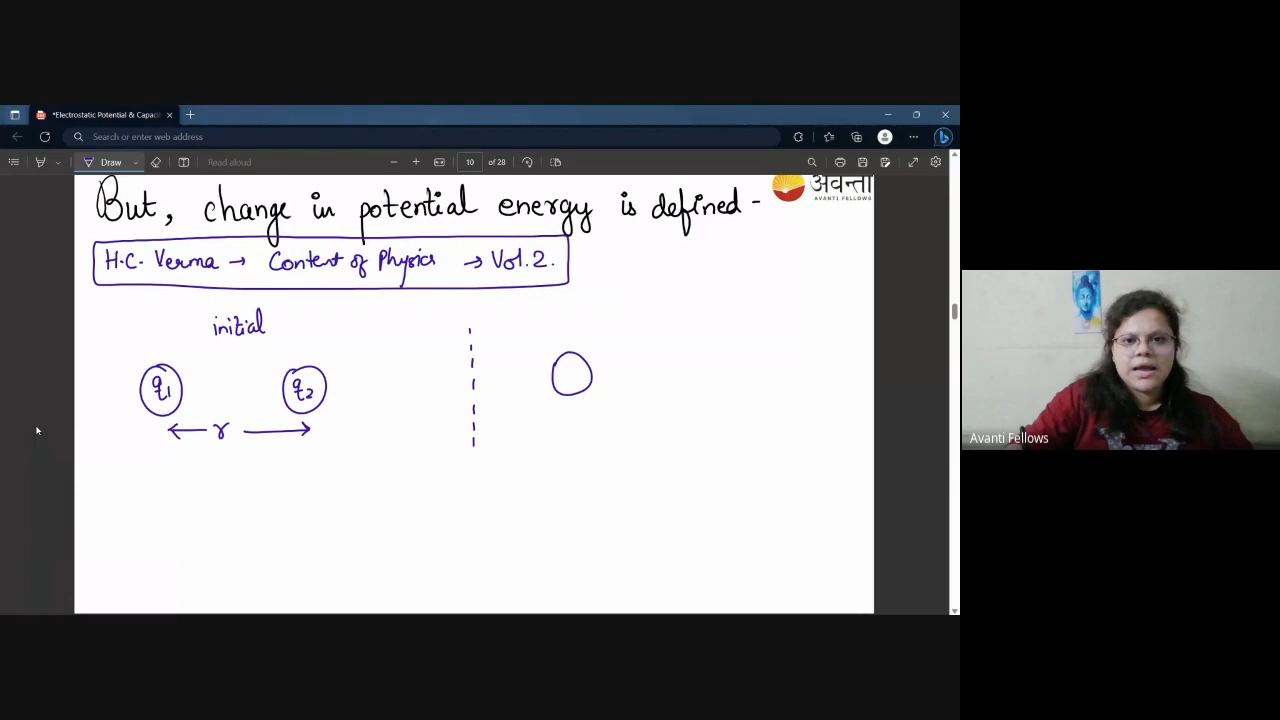 *Electrostatic Potential & Capaci
Search or enter web address
Draw
Read aloud
10 of 28
But, change in potential energy is defined -
अवन्ती
AVANTI FELLOWS
H.C. Verma → Content of Physics → Vol. 2.
initial
q1 q2
r
Avanti Fellows